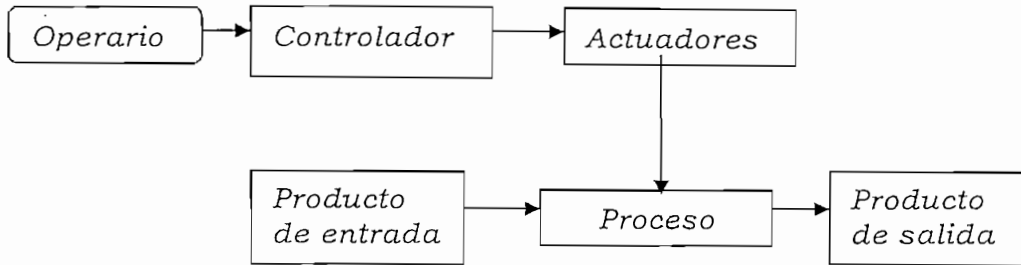 Operario
Controlador
Actuadores
Producto
de entrada
Proceso
Producto
de salida